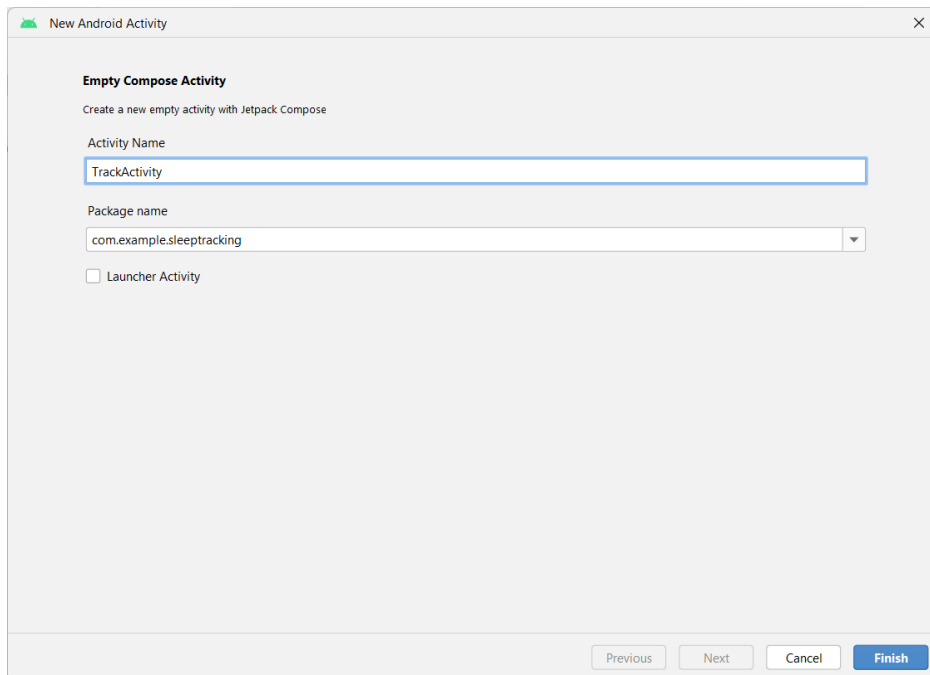 New Android Activity
Empty Compose Activity
Create a new empty activity with Jetpack Compose
Activity Name
TrackActivity
Package name
com.example.sleeptracking
Launcher Activity
Previous Next Cancel Finish